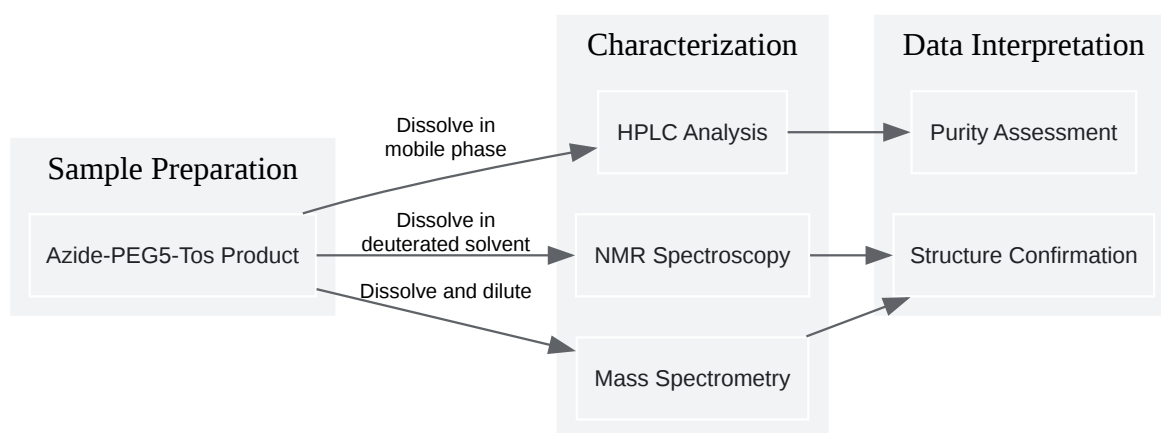 Sample Preparation
Azide-PEG5-Tos Product
Dissolve in
mobile phase
Dissolve in
deuterated solvent
Dissolve and dilute
Characterization
HPLC Analysis
NMR Spectroscopy
Mass Spectrometry
Data Interpretation
Purity Assessment
Structure Confirmation